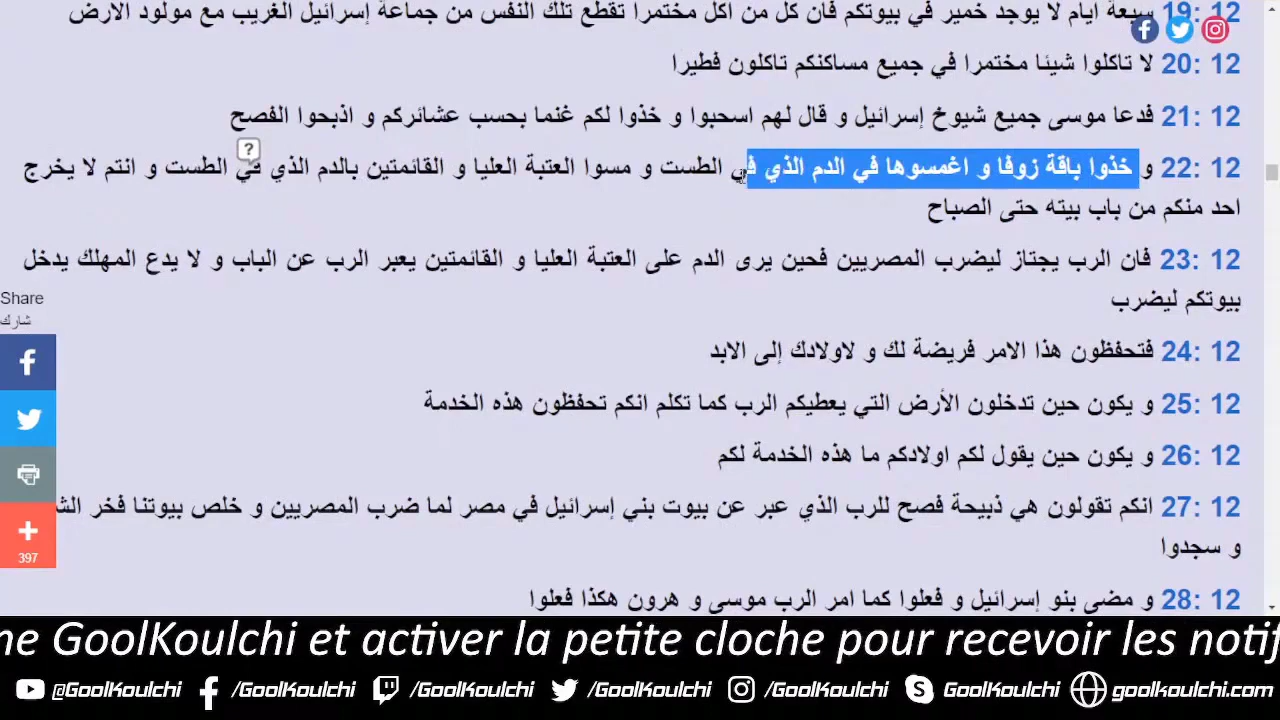 12 :19 سبعة ايام لا يوجد خمير في بيوتكم فان كل من اكل مختمرا تقطع تلك النفس من جماعة إسرائيل الغريب مع مولود الارض
12 :20 لا تاكلوا شيئا مختمرا في جميع مساكنكم تاكلون فطيرا
12 :21 فدعا موسى جميع شيوخ إسرائيل و قال لهم اسحبوا و خذوا لكم غنما بحسب عشائركم و اذبحوا الفصح
?
12 :22 و خذوا باقة زوفا و اغمسوها في الدم الذي في الطست و مسوا العتبة العليا و القائمتين بالدم الذي في الطست و انتم لا يخرج
احد منكم من باب بيته حتى الصباح
12 :23 فان الرب يجتاز ليضرب المصريين فحين يرى الدم على العتبة العليا و القائمتين يعبر الرب عن الباب و لا يدع المهلك يدخل
بيوتكم ليضرب
Share
شارك
12 :24 فتحفظون هذا الامر فريضة لك و لاولادك إلى الابد
12 :25 و يكون حين تدخلون الأرض التي يعطيكم الرب كما تكلم انكم تحفظون هذه الخدمة
12 :26 و يكون حين يقول لكم اولادكم ما هذه الخدمة لكم
12 :27 انكم تقولون هي ذبيحة فصح للرب الذي عبر عن بيوت بني إسرائيل في مصر لما ضرب المصريين و خلص بيوتنا فخر
و سجدوا
397
12 :28 و مضى بنو إسرائيل و فعلوا كما امر الرب موسى و هرون هكذا فعلوا
ne GoolKoulchi et activer la petite cloche pour recevoir les notif
@GoolKoulchi /GoolKoulchi /GoolKoulchi /GoolKoulchi /GoolKoulchi GoolKoulchi goolkoulchi.com